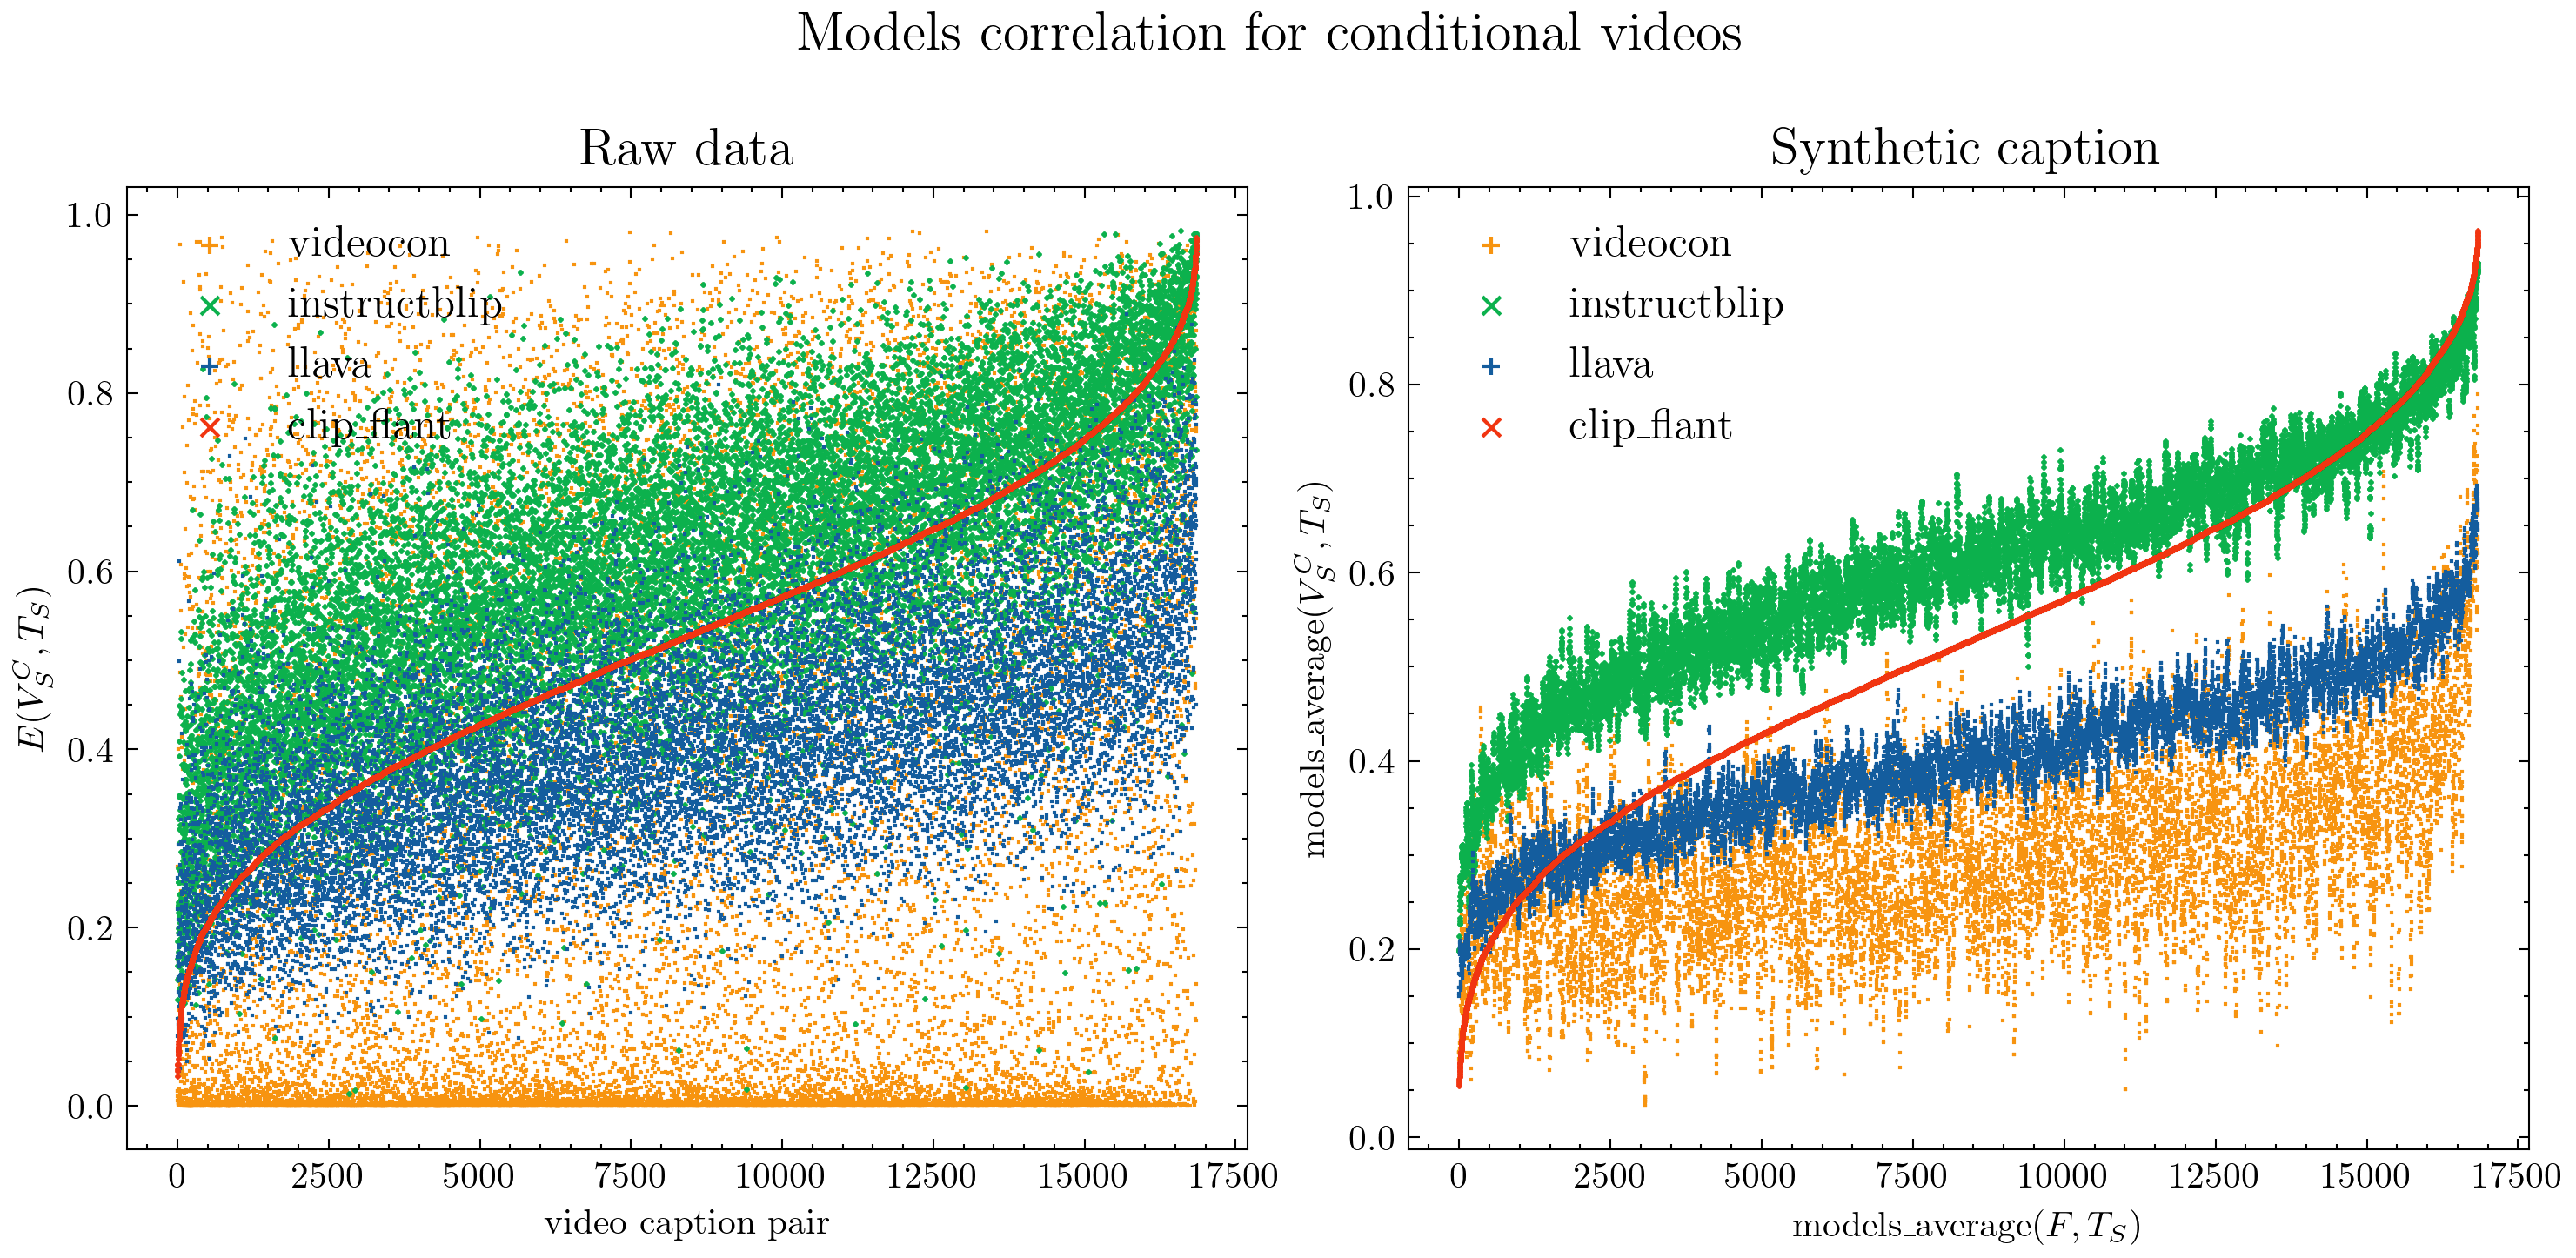 Models correlation for conditional videos
Raw data
1.0
0.8
0.6
0.4
0.2
0.0
E(V_S^C, T_S)
videocon
instructblip
llava
clip_flant
0 2500 5000 7500 10000 12500 15000 17500
video caption pair
Synthetic caption
1.0
0.8
0.6
0.4
0.2
0.0
models_average(V_S^C, T_S)
videocon
instructblip
llava
clip_flant
0 2500 5000 7500 10000 12500 15000 17500
models_average(F, T_S)